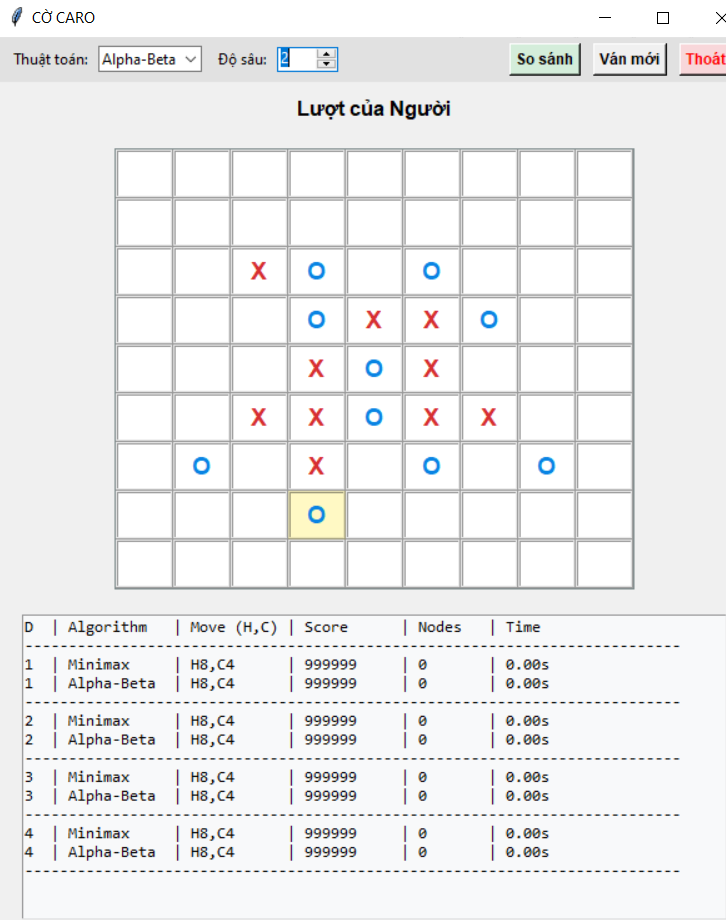 CỜ CARO
Thuật toán: Alpha-Beta Độ sâu: 2 So sánh Ván mới Thoát
Lượt của Người
X O O
O X X O
X O X
X X O X X
O X O O
O
D | Algorithm | Move (H,C) | Score | Nodes | Time
--------------------------------------------------------------------------
1 | Minimax | H8,C4 | 999999 | 0 | 0.00s
1 | Alpha-Beta | H8,C4 | 999999 | 0 | 0.00s
--------------------------------------------------------------------------
2 | Minimax | H8,C4 | 999999 | 0 | 0.00s
2 | Alpha-Beta | H8,C4 | 999999 | 0 | 0.00s
--------------------------------------------------------------------------
3 | Minimax | H8,C4 | 999999 | 0 | 0.00s
3 | Alpha-Beta | H8,C4 | 999999 | 0 | 0.00s
--------------------------------------------------------------------------
4 | Minimax | H8,C4 | 999999 | 0 | 0.00s
4 | Alpha-Beta | H8,C4 | 999999 | 0 | 0.00s
--------------------------------------------------------------------------